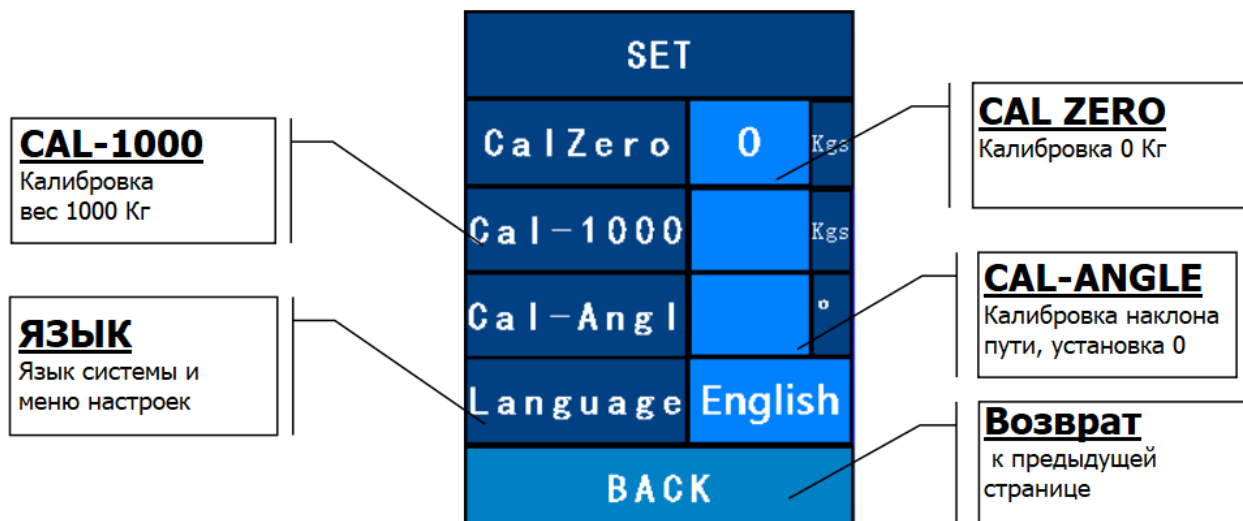 SET
CalZero 0 Kgs
Cal-1000 Kgs
Cal-Angl °
Language English
BACK
CAL-1000
Калибровка
вес 1000 Кг
ЯЗЫК
Язык системы и
меню настроек
CAL ZERO
Калибровка 0 Кг
CAL-ANGLE
Калибровка наклона
пути, установка 0
Возврат
к предыдущей
странице